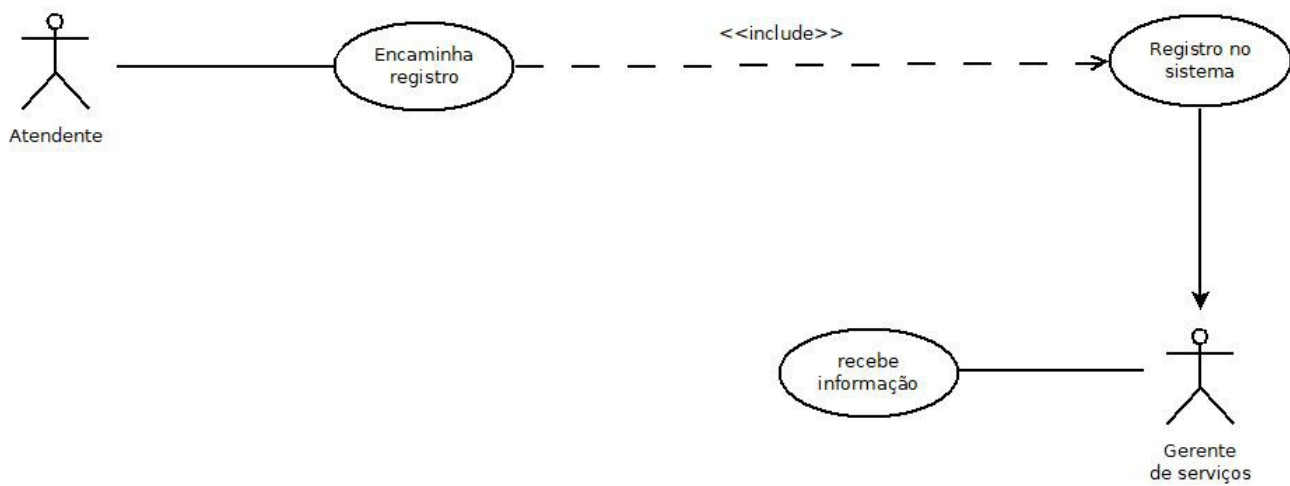 <<include>>
Encaminha
registro
Registro no
sistema
Atendente
recebe
informação
Gerente
de serviços